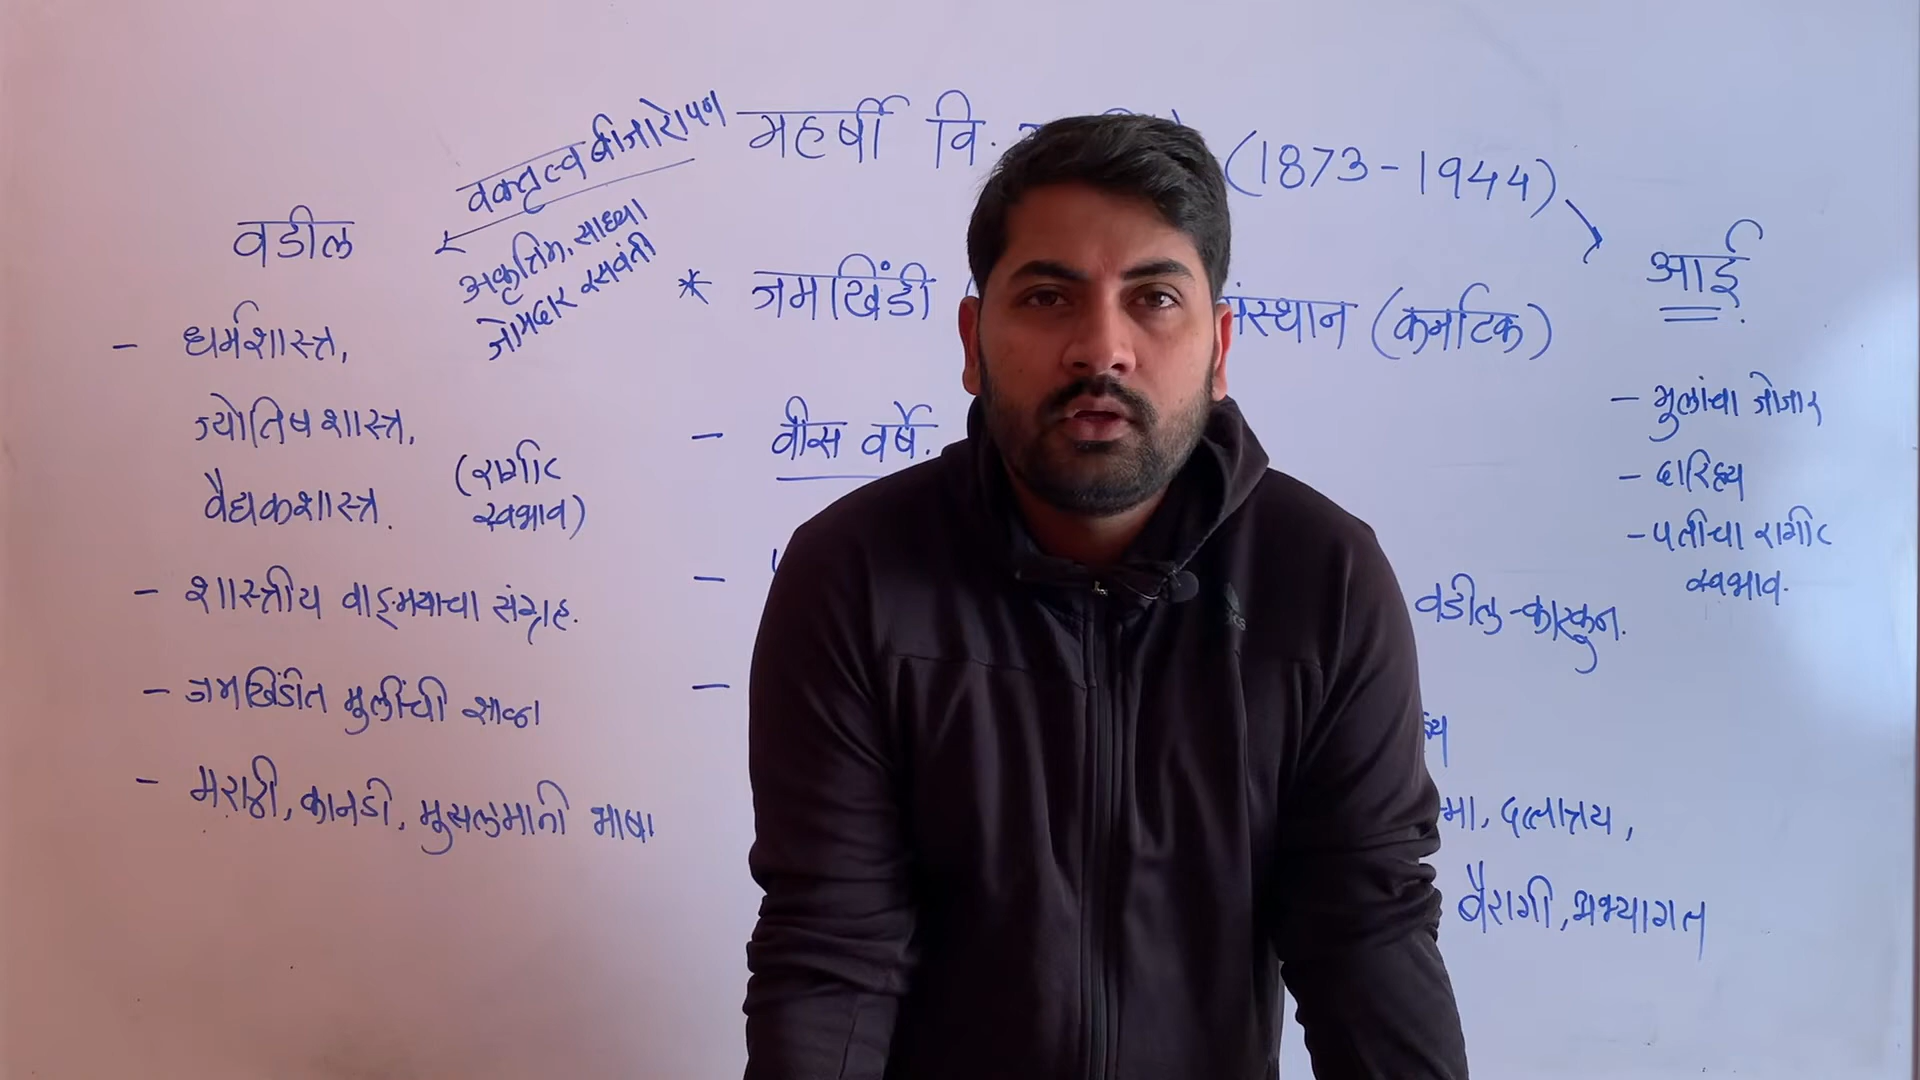 महर्षी वि. (1873-1944)
वक्तृत्व बीजारोपण
अकृत्रिम, साध्या
जोमदार रसवंती
वडील
- धर्मशास्त्र,
ज्योतिषशास्त्र,
वैद्यकशास्त्र.
(रागीट
स्वभाव)
- शास्त्रीय वाङ्मयाचा संग्रह.
- जमखिंडीत मुलींची शाळा
- मराठी, कानडी, मुसलमानी भाषा
* जमखिंडी संस्थान (कर्नाटक)
- वीस वर्षे.
-
वडील-कारकून.
-
दत्तात्रय,
बैरागी, अभ्यागत
आई
- मुलांचा जोजार
- दारिद्र्य
- पतीचा रागीट
स्वभाव.